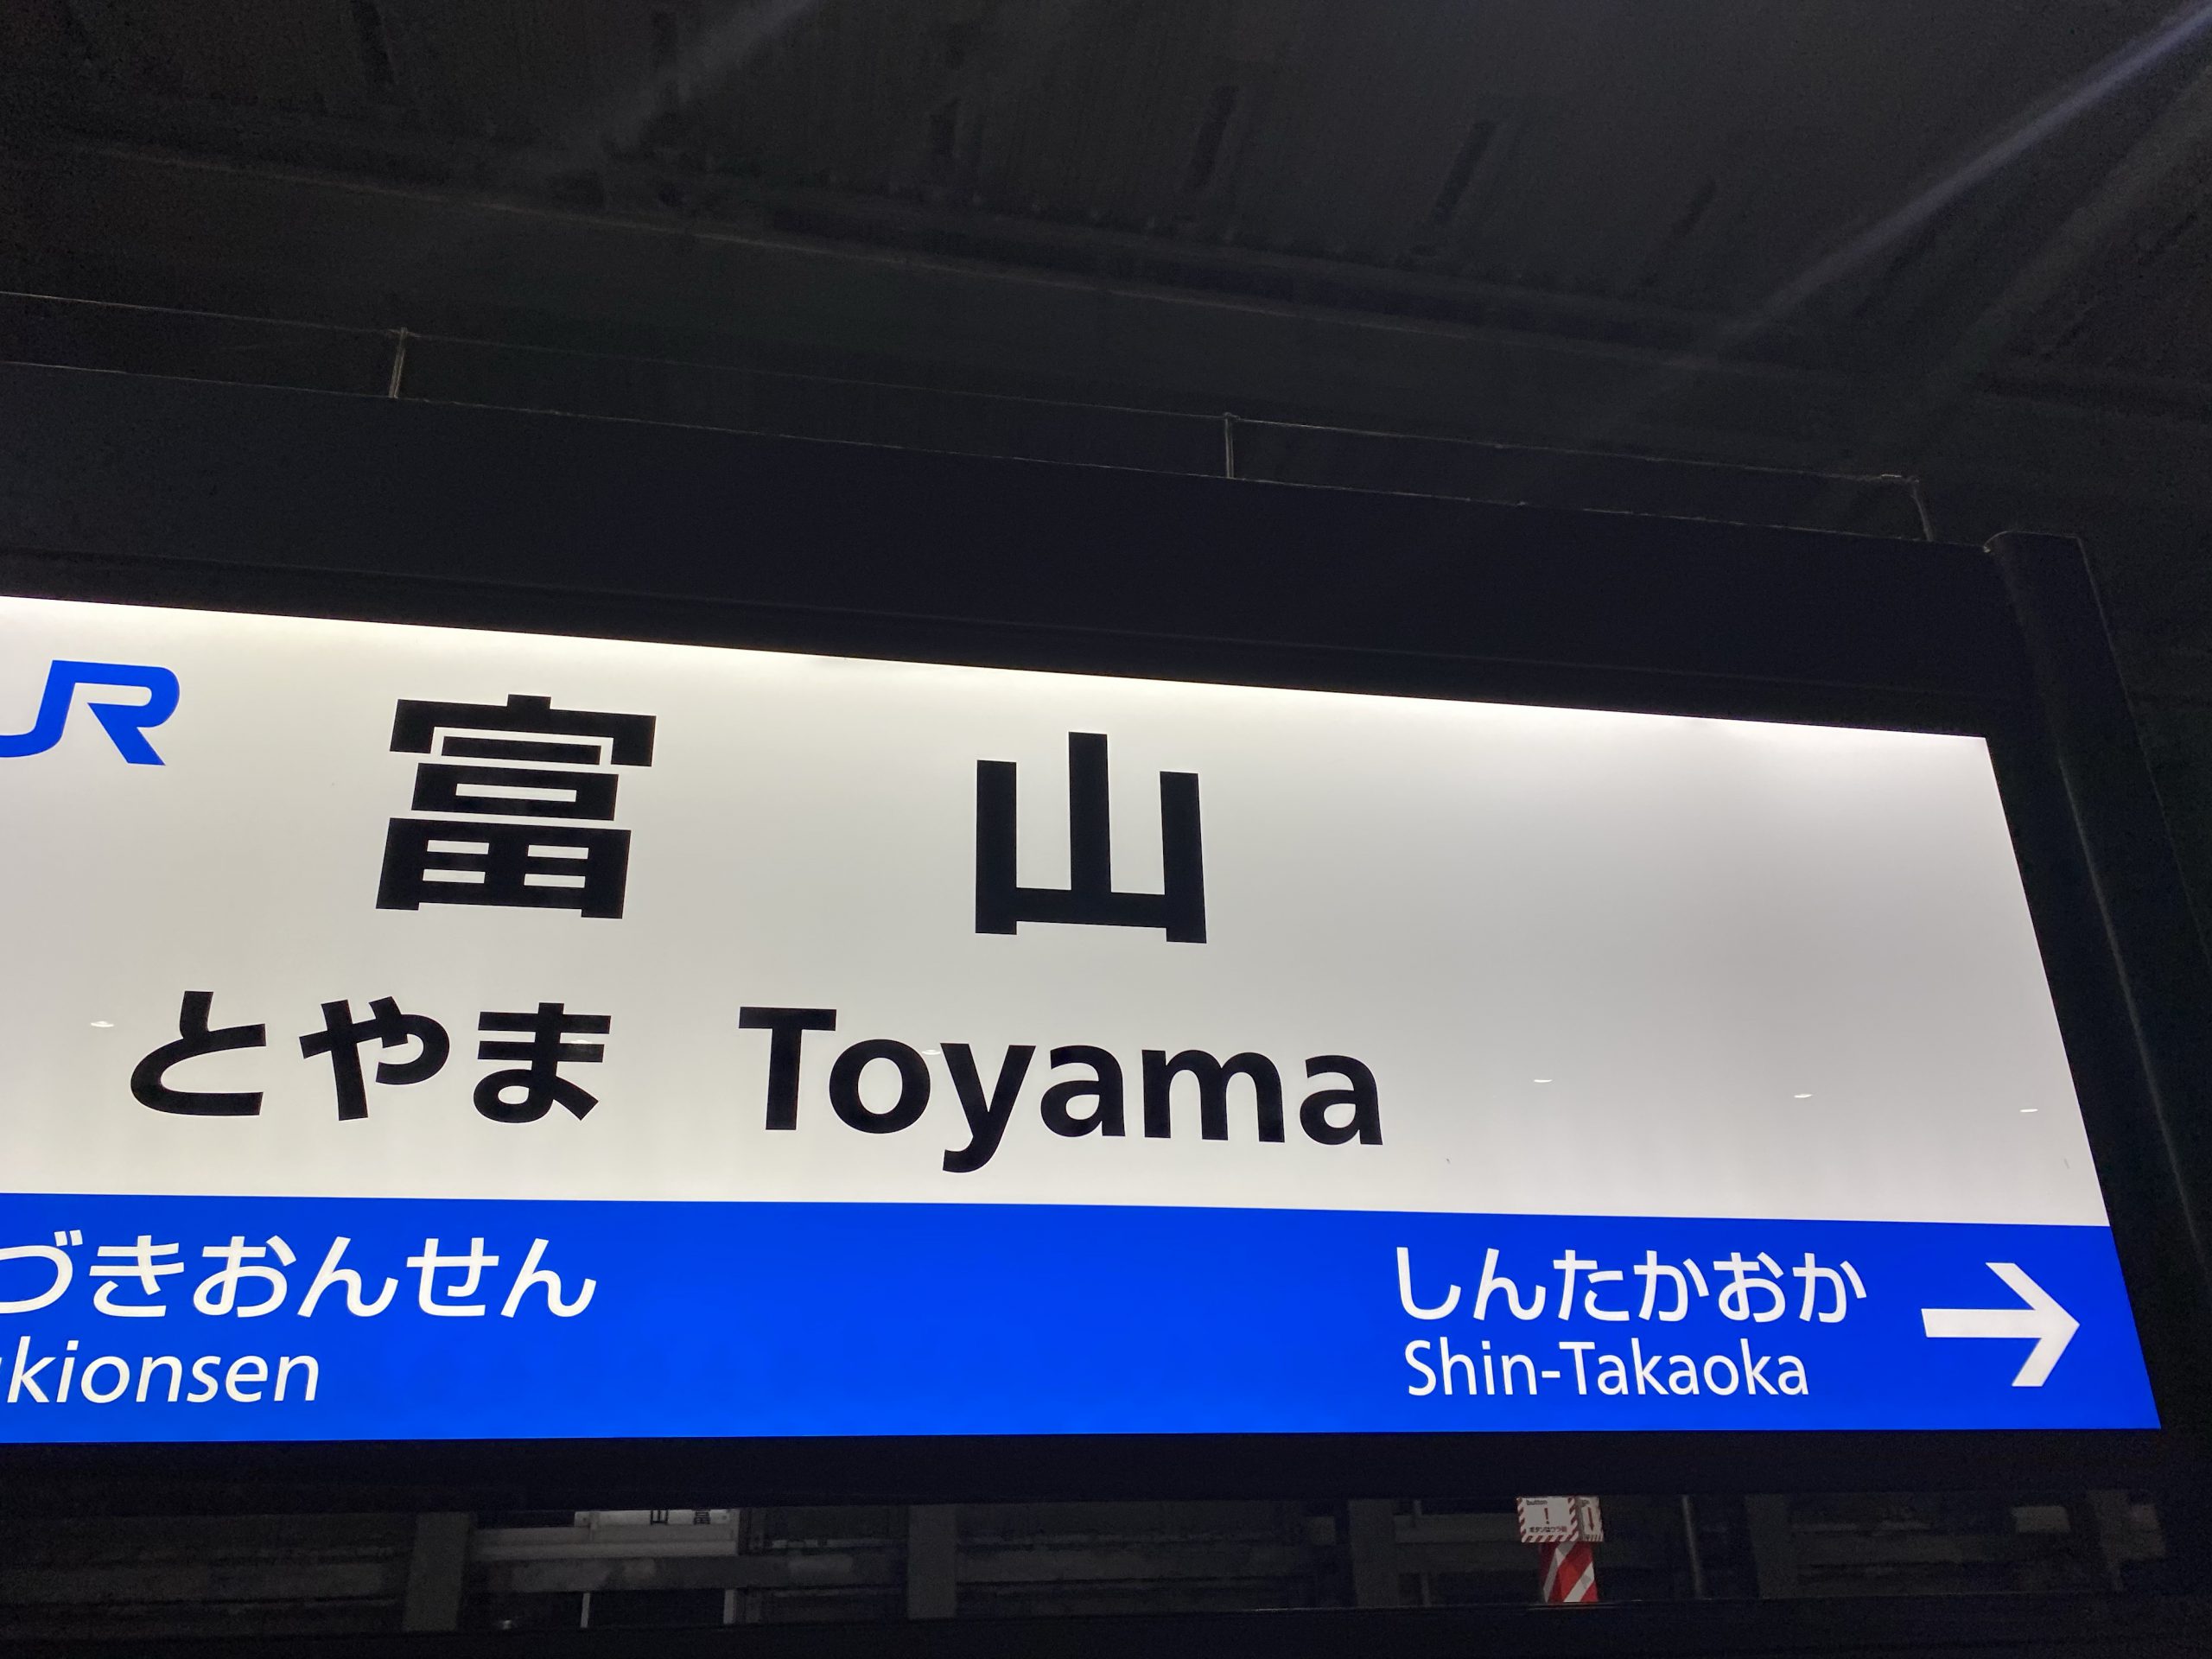 JR
富山
とやま Toyama
づきおんせん
kionsen
しんたかおか →
Shin-Takaoka
button
!